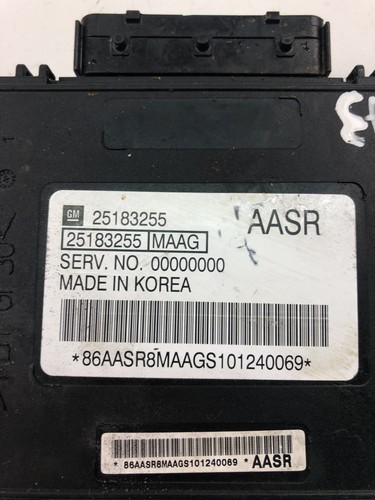 GM 25183255 AASR
25183255 MAAG
SERV. NO. 00000000
MADE IN KOREA
*86AASR8MAAGS101240069*
* 86AASR8MAAGS101240069 * AASR